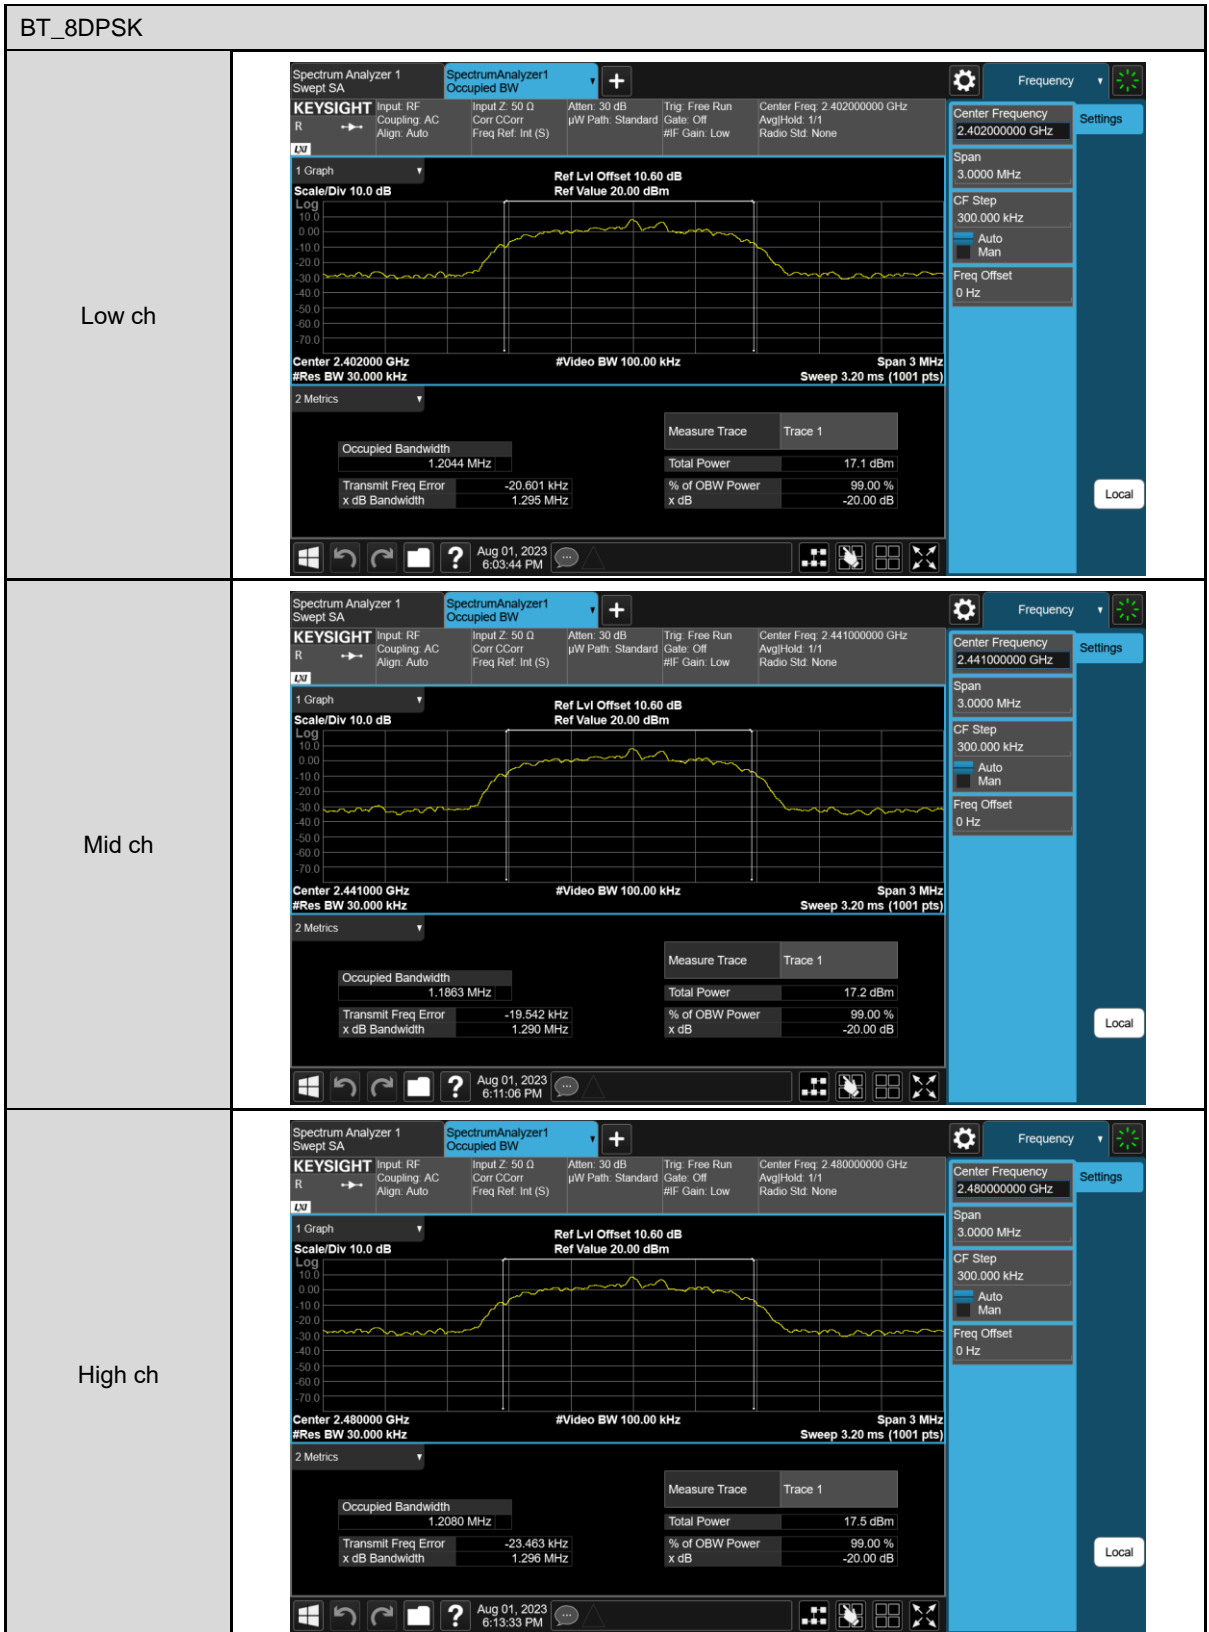 BT_8DPSK
Low ch
Spectrum Analyzer 1
Swept SA
SpectrumAnalyzer1
Occupied BW
Frequency
KEYSIGHT
R
LXI
Input: RF
Coupling: AC
Align: Auto
Input Z: 50 Ω
Corr CCorr
Freq Ref: Int (S)
Atten: 30 dB
µW Path: Standard
Trig: Free Run
Gate: Off
#IF Gain: Low
Center Freq: 2.402000000 GHz
Avg|Hold: 1/1
Radio Std: None
Center Frequency
2.402000000 GHz
Settings
Span
3.0000 MHz
CF Step
300.000 kHz
Auto
Man
Freq Offset
0 Hz
Local
1 Graph
Scale/Div 10.0 dB
Ref Lvl Offset 10.60 dB
Ref Value 20.00 dBm
Log
10.0
0.00
-10.0
-20.0
-30.0
-40.0
-50.0
-60.0
-70.0
Center 2.402000 GHz
#Video BW 100.00 kHz
Span 3 MHz
#Res BW 30.000 kHz
Sweep 3.20 ms (1001 pts)
2 Metrics
Measure Trace Trace 1
Occupied Bandwidth
1.2044 MHz
Total Power 17.1 dBm
Transmit Freq Error -20.601 kHz
% of OBW Power 99.00 %
x dB Bandwidth 1.295 MHz
x dB -20.00 dB
?
Aug 01, 2023
6:03:44 PM
Mid ch
Spectrum Analyzer 1
Swept SA
SpectrumAnalyzer1
Occupied BW
Frequency
KEYSIGHT
R
LXI
Input: RF
Coupling: AC
Align: Auto
Input Z: 50 Ω
Corr CCorr
Freq Ref: Int (S)
Atten: 30 dB
µW Path: Standard
Trig: Free Run
Gate: Off
#IF Gain: Low
Center Freq: 2.441000000 GHz
Avg|Hold: 1/1
Radio Std: None
Center Frequency
2.441000000 GHz
Settings
Span
3.0000 MHz
CF Step
300.000 kHz
Auto
Man
Freq Offset
0 Hz
Local
1 Graph
Scale/Div 10.0 dB
Ref Lvl Offset 10.60 dB
Ref Value 20.00 dBm
Log
10.0
0.00
-10.0
-20.0
-30.0
-40.0
-50.0
-60.0
-70.0
Center 2.441000 GHz
#Video BW 100.00 kHz
Span 3 MHz
#Res BW 30.000 kHz
Sweep 3.20 ms (1001 pts)
2 Metrics
Measure Trace Trace 1
Occupied Bandwidth
1.1863 MHz
Total Power 17.2 dBm
Transmit Freq Error -19.542 kHz
% of OBW Power 99.00 %
x dB Bandwidth 1.290 MHz
x dB -20.00 dB
?
Aug 01, 2023
6:11:06 PM
High ch
Spectrum Analyzer 1
Swept SA
SpectrumAnalyzer1
Occupied BW
Frequency
KEYSIGHT
R
LXI
Input: RF
Coupling: AC
Align: Auto
Input Z: 50 Ω
Corr CCorr
Freq Ref: Int (S)
Atten: 30 dB
µW Path: Standard
Trig: Free Run
Gate: Off
#IF Gain: Low
Center Freq: 2.480000000 GHz
Avg|Hold: 1/1
Radio Std: None
Center Frequency
2.480000000 GHz
Settings
Span
3.0000 MHz
CF Step
300.000 kHz
Auto
Man
Freq Offset
0 Hz
Local
1 Graph
Scale/Div 10.0 dB
Ref Lvl Offset 10.60 dB
Ref Value 20.00 dBm
Log
10.0
0.00
-10.0
-20.0
-30.0
-40.0
-50.0
-60.0
-70.0
Center 2.480000 GHz
#Video BW 100.00 kHz
Span 3 MHz
#Res BW 30.000 kHz
Sweep 3.20 ms (1001 pts)
2 Metrics
Measure Trace Trace 1
Occupied Bandwidth
1.2080 MHz
Total Power 17.5 dBm
Transmit Freq Error -23.463 kHz
% of OBW Power 99.00 %
x dB Bandwidth 1.296 MHz
x dB -20.00 dB
?
Aug 01, 2023
6:13:33 PM